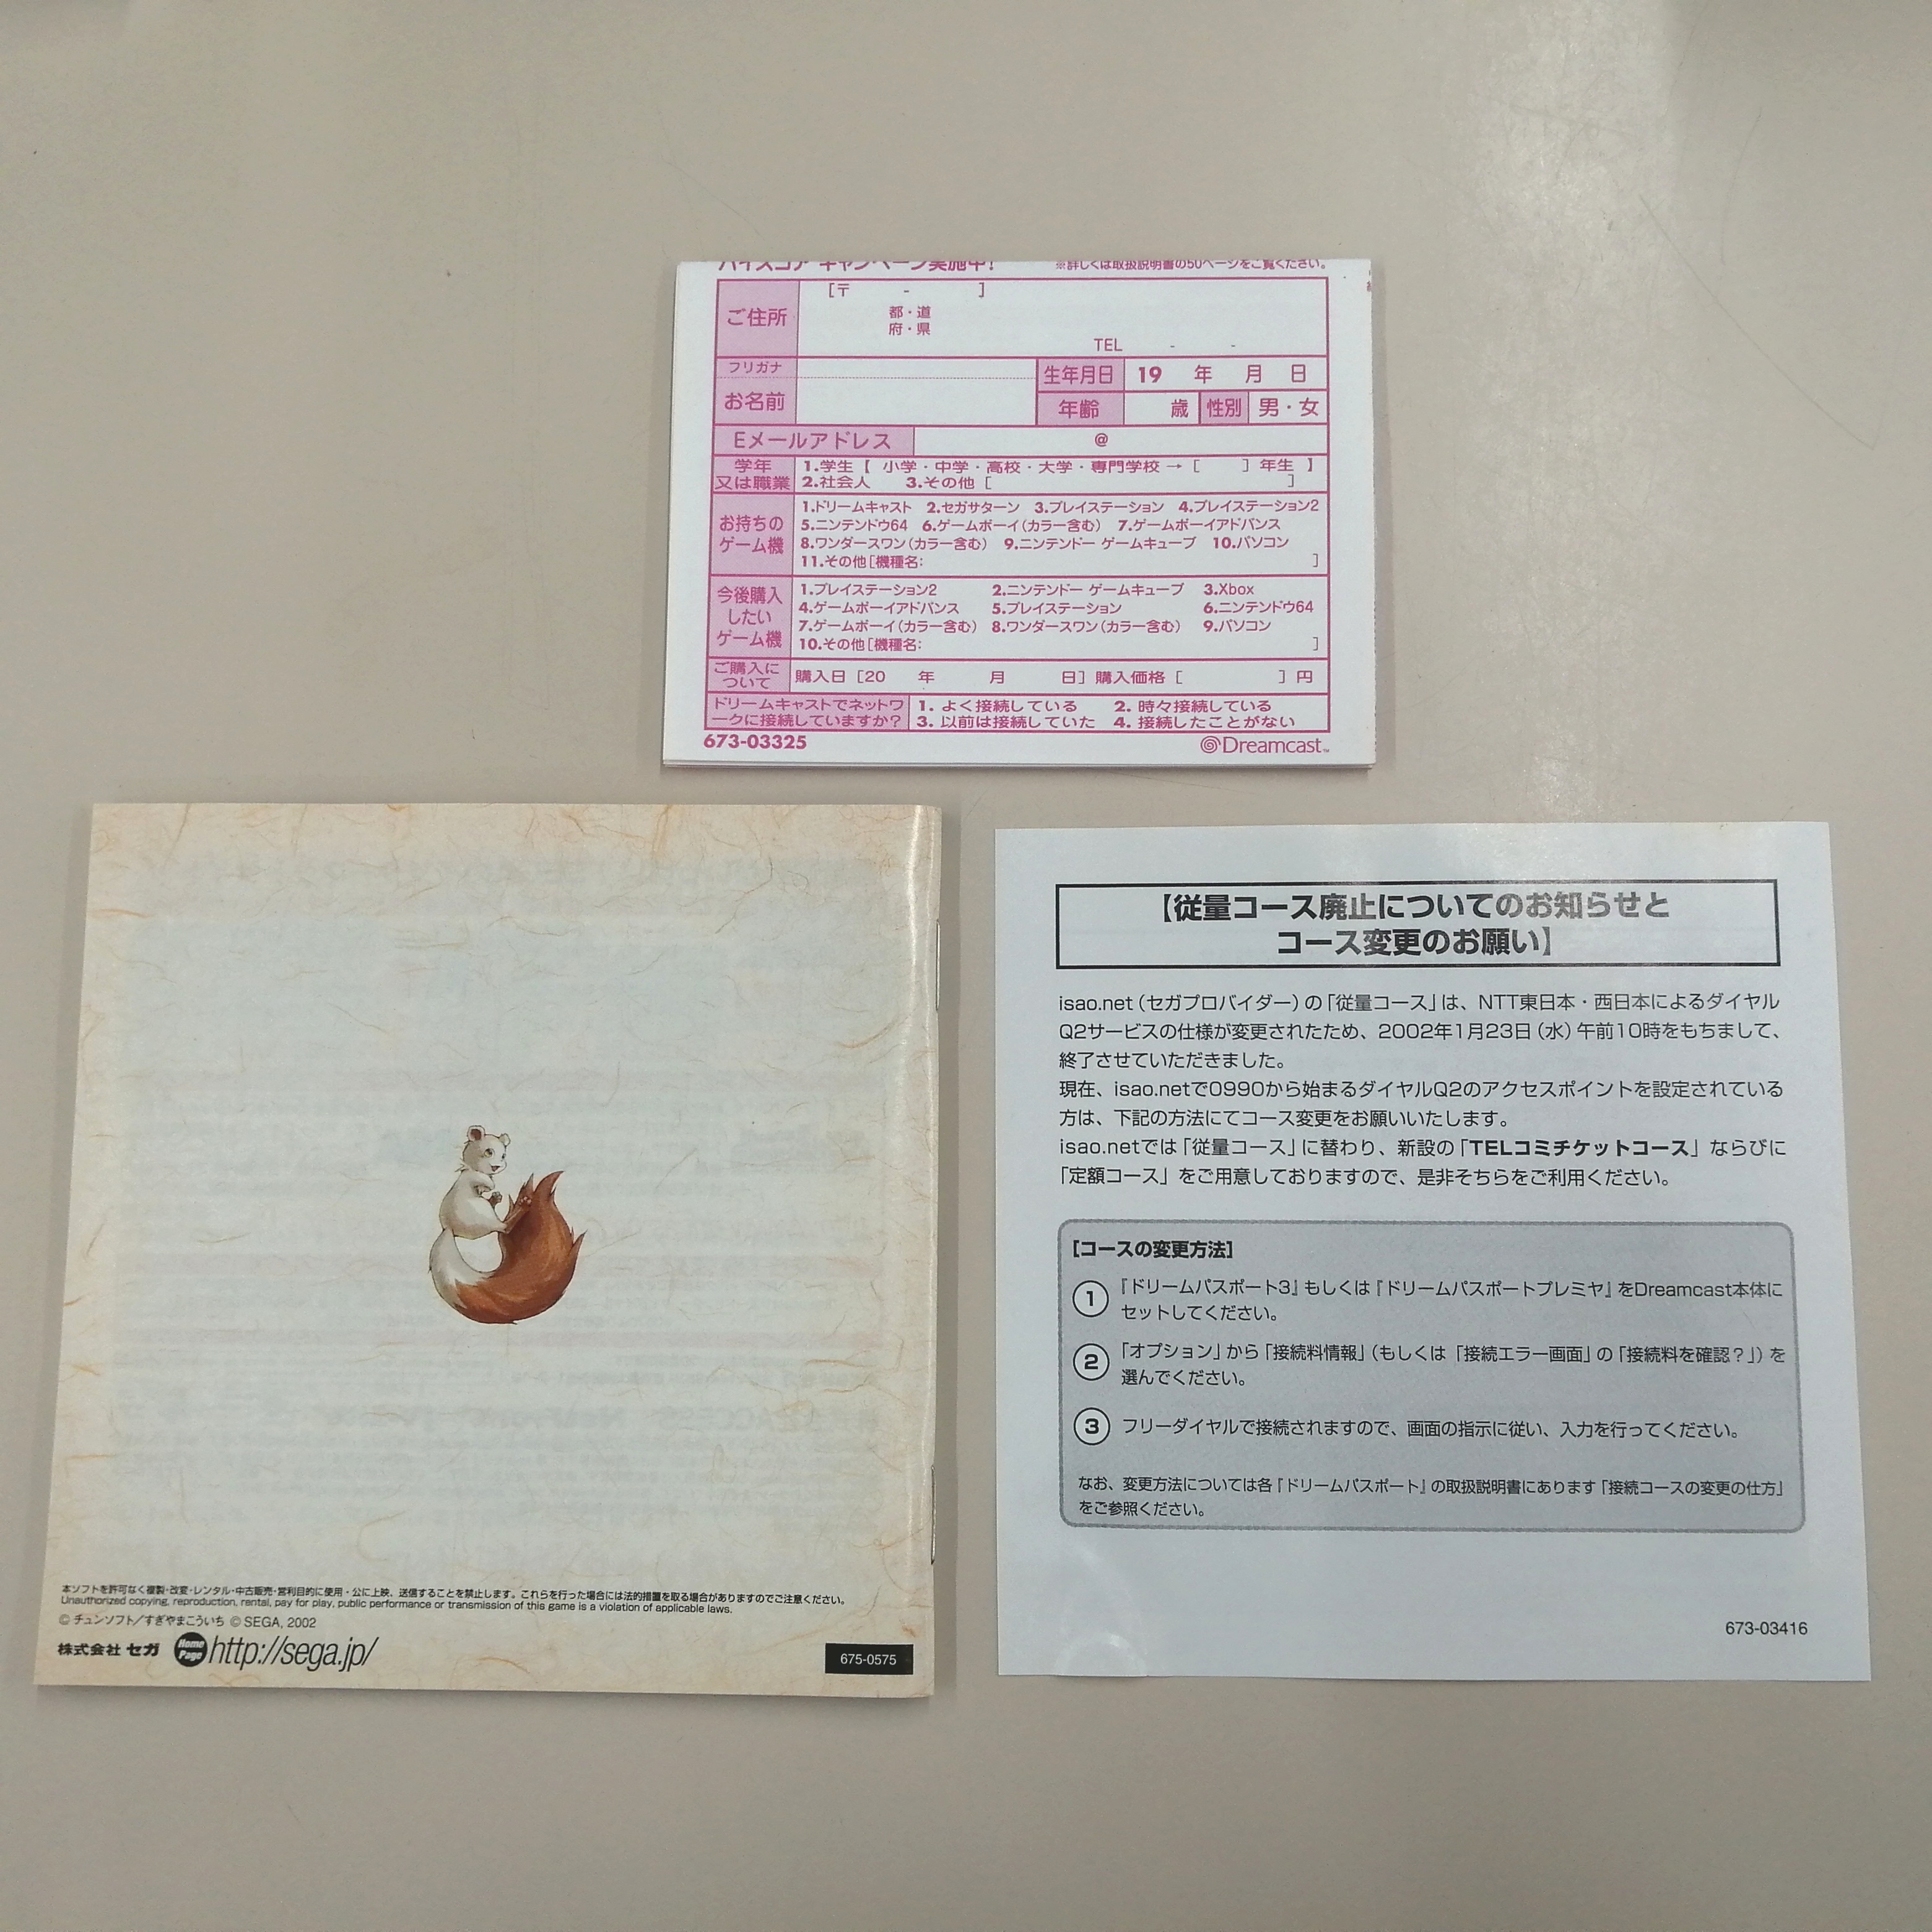 ハイスコア キャンペーン実施中! ※詳しくは取扱説明書の50ページをご覧ください。
ご住所 [〒 - ]
都・道
府・県
TEL - -
フリガナ
お名前
生年月日 19 年 月 日
年齢 歳 性別 男・女
Eメールアドレス @
学年
又は職業
1.学生【 小学・中学・高校・大学・専門学校→[ ]年生 】
2.社会人 3.その他[ ]
お持ちの
ゲーム機
1.ドリームキャスト 2.セガサターン 3.プレイステーション 4.プレイステーション2
5.ニンテンドウ64 6.ゲームボーイ(カラー含む) 7.ゲームボーイアドバンス
8.ワンダースワン(カラー含む) 9.ニンテンドー ゲームキューブ 10.パソコン
11.その他[機種名: ]
今後購入
したい
ゲーム機
1.プレイステーション2 2.ニンテンドー ゲームキューブ 3.Xbox
4.ゲームボーイアドバンス 5.プレイステーション 6.ニンテンドウ64
7.ゲームボーイ(カラー含む) 8.ワンダースワン(カラー含む) 9.パソコン
10.その他[機種名: ]
ご購入に
ついて
購入日[20 年 月 日]購入価格[ ]円
ドリームキャストでネットワ
ークに接続していますか?
1. よく接続している 2. 時々接続している
3. 以前は接続していた 4. 接続したことがない
673-03325 Dreamcast™
本ソフトを許可なく複製・改変・レンタル・中古販売・営利目的に使用・公に上映、送信することを禁止します。これらを行った場合には法的措置を取る場合がありますのでご注意ください。
Unauthorized copying, reproduction, rental, pay for play, public performance or transmission of this game is a violation of applicable laws.
© チュンソフト/すぎやまこういち © SEGA, 2002
株式会社 セガ Home Page http://sega.jp/
675-0575
【従量コース廃止についてのお知らせと
コース変更のお願い】
isao.net(セガプロバイダー)の「従量コース」は、NTT東日本・西日本によるダイヤル
Q2サービスの仕様が変更されたため、2002年1月23日(水)午前10時をもちまして、
終了させていただきました。
現在、isao.netで0990から始まるダイヤルQ2のアクセスポイントを設定されている
方は、下記の方法にてコース変更をお願いいたします。
isao.netでは「従量コース」に替わり、新設の「TELコミチケットコース」ならびに
「定額コース」をご用意しておりますので、是非そちらをご利用ください。
[コースの変更方法]
① 『ドリームパスポート3』もしくは『ドリームパスポートプレミヤ』をDreamcast本体に
セットしてください。
② 「オプション」から「接続料情報」(もしくは「接続エラー画面」の「接続料を確認?」)を
選んでください。
③ フリーダイヤルで接続されますので、画面の指示に従い、入力を行ってください。
なお、変更方法については各『ドリームパスポート』の取扱説明書にあります「接続コースの変更の仕方」
をご参照ください。
673-03416